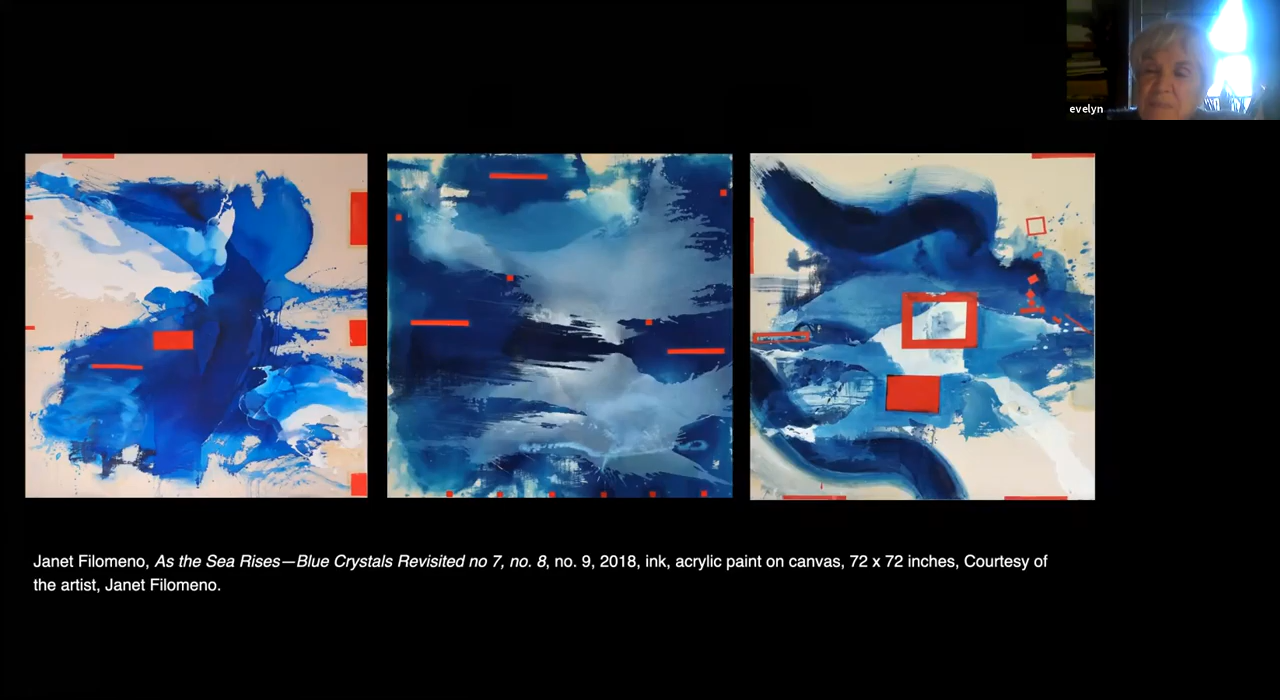 evelyn
Janet Filomeno, As the Sea Rises—Blue Crystals Revisited no 7, no. 8, no. 9, 2018, ink, acrylic paint on canvas, 72 x 72 inches, Courtesy of
the artist, Janet Filomeno.